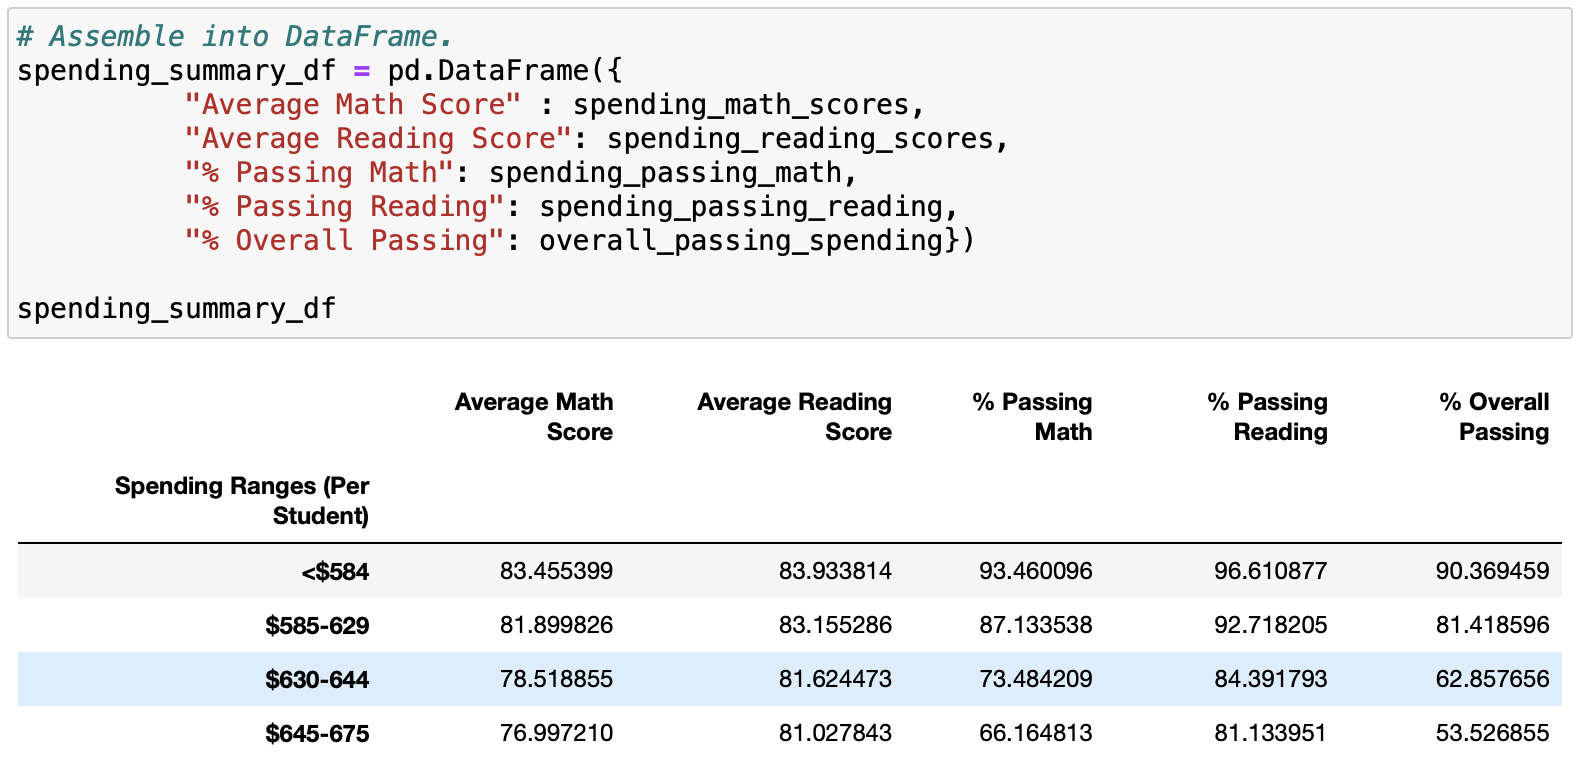 # Assemble into DataFrame.
spending_summary_df = pd.DataFrame({
          "Average Math Score" : spending_math_scores,
          "Average Reading Score": spending_reading_scores,
          "% Passing Math": spending_passing_math,
          "% Passing Reading": spending_passing_reading,
          "% Overall Passing": overall_passing_spending})

spending_summary_df
Average Math Average Reading % Passing % Passing % Overall
Score Score Math Reading Passing
Spending Ranges (Per
Student)
<$584 83.455399 83.933814 93.460096 96.610877 90.369459
$585-629 81.899826 83.155286 87.133538 92.718205 81.418596
$630-644 78.518855 81.624473 73.484209 84.391793 62.857656
$645-675 76.997210 81.027843 66.164813 81.133951 53.526855